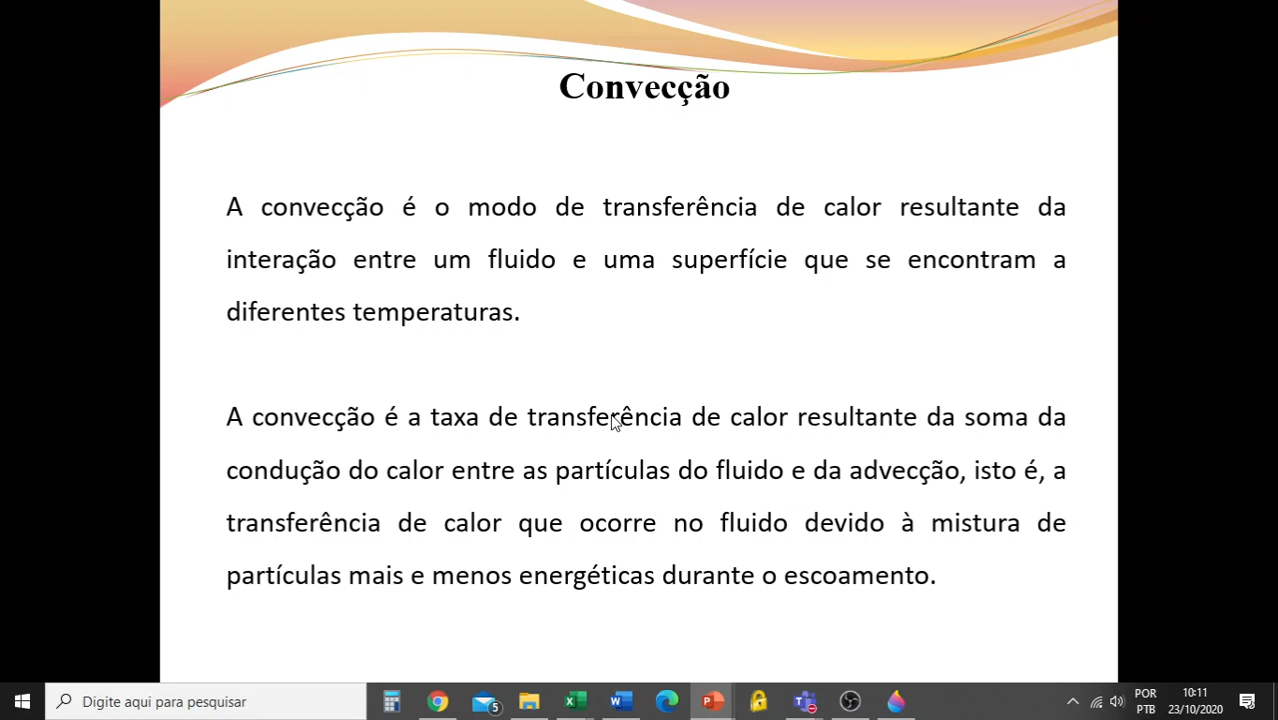 Convecção
A convecção é o modo de transferência de calor resultante da
interação entre um fluido e uma superfície que se encontram a
diferentes temperaturas.
A convecção é a taxa de transferência de calor resultante da soma da
condução do calor entre as partículas do fluido e da advecção, isto é, a
transferência de calor que ocorre no fluido devido à mistura de
partículas mais e menos energéticas durante o escoamento.
Digite aqui para pesquisar
5
POR
PTB
10:11
23/10/2020